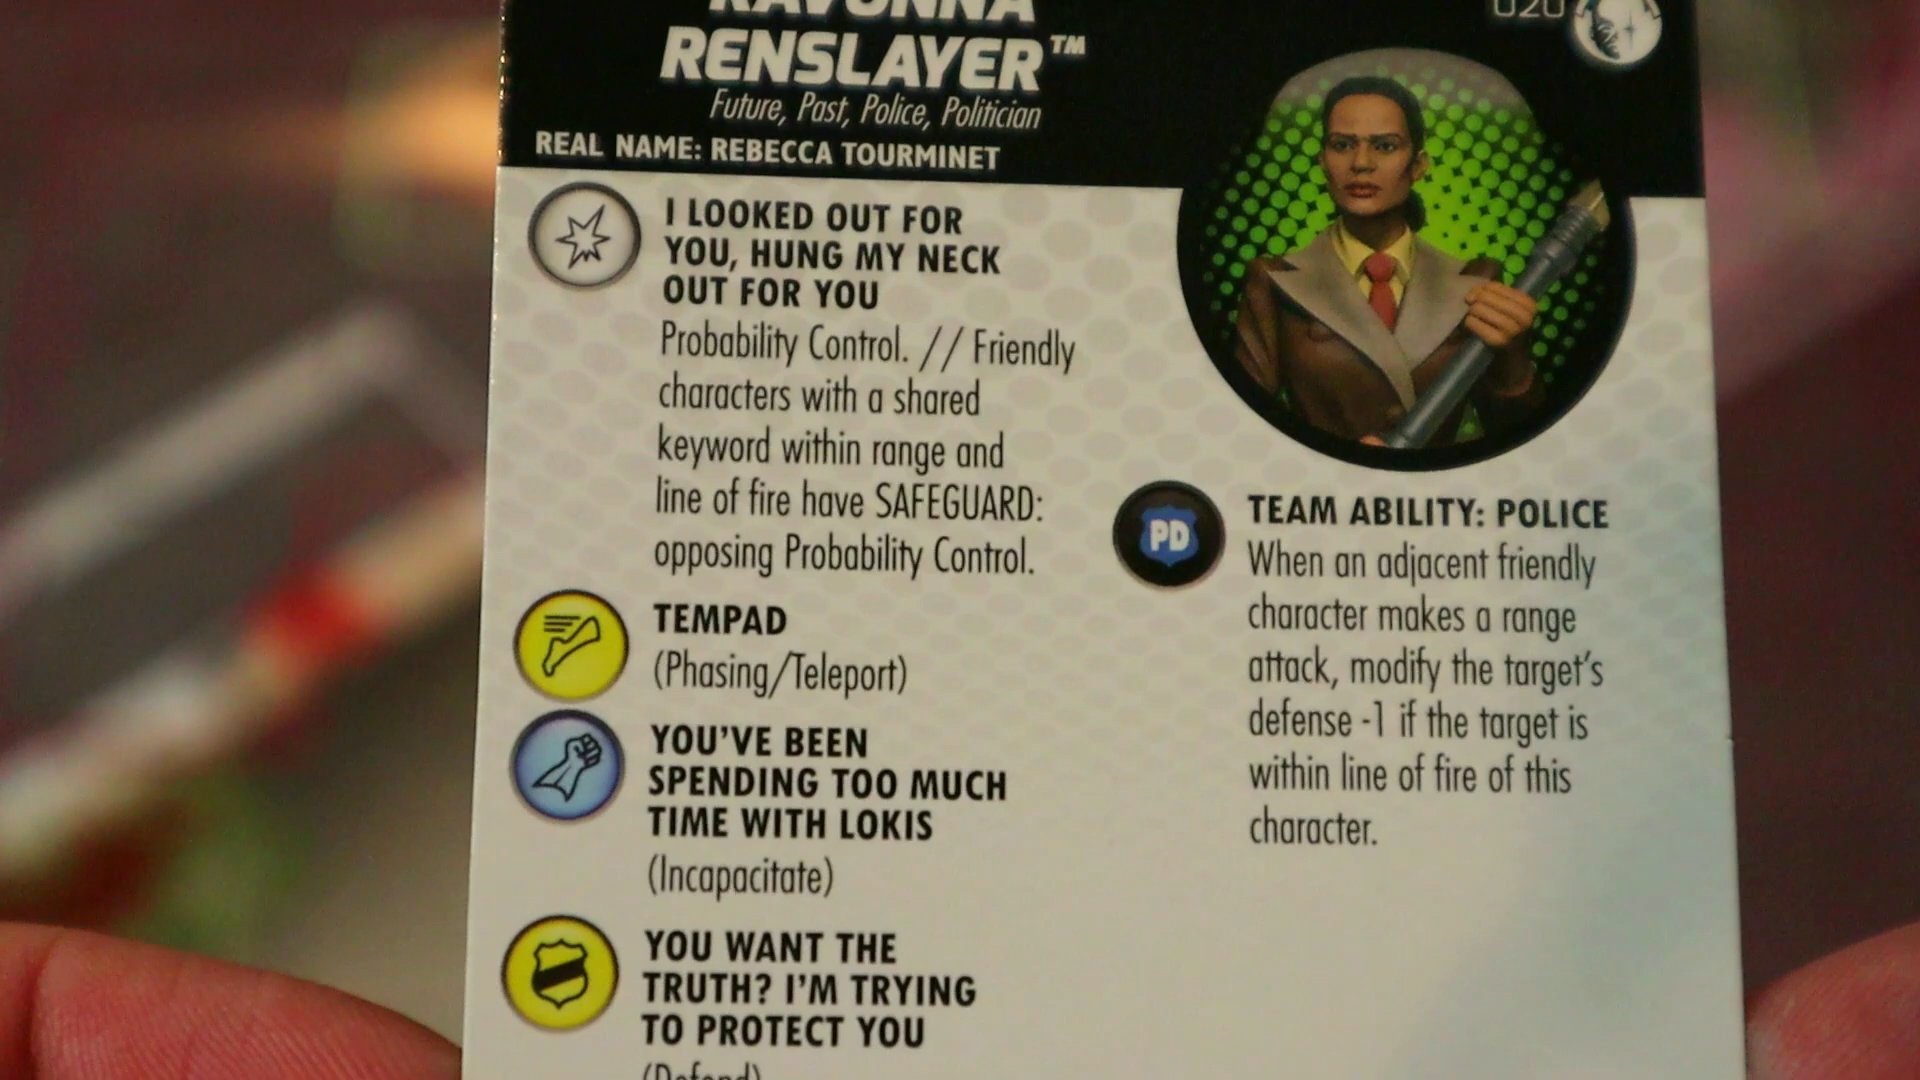 RAVONNA
RENSLAYER™
Future, Past, Police, Politician
REAL NAME: REBECCA TOURMINET
020
I LOOKED OUT FOR
YOU, HUNG MY NECK
OUT FOR YOU
Probability Control. // Friendly
characters with a shared
keyword within range and
line of fire have SAFEGUARD:
opposing Probability Control.
TEMPAD
(Phasing/Teleport)
YOU'VE BEEN
SPENDING TOO MUCH
TIME WITH LOKIS
(Incapacitate)
YOU WANT THE
TRUTH? I'M TRYING
TO PROTECT YOU
(Defend)
PD
TEAM ABILITY: POLICE
When an adjacent friendly
character makes a range
attack, modify the target's
defense -1 if the target is
within line of fire of this
character.